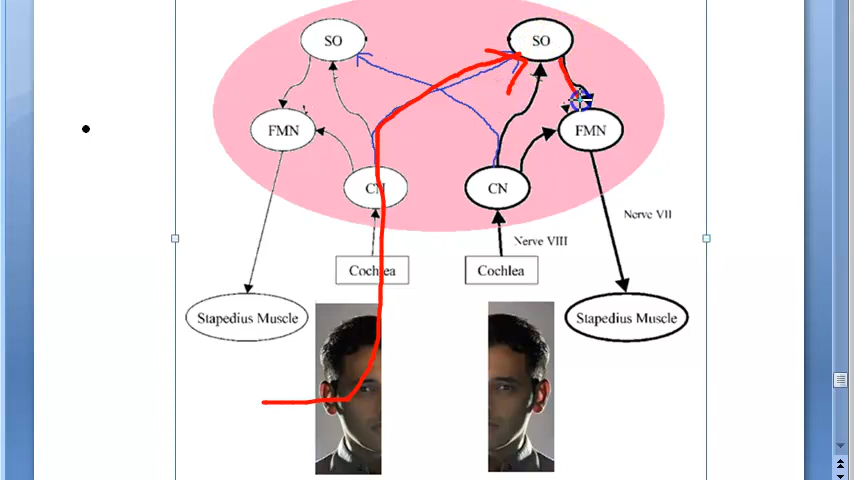 SO SO
FMN FMN
CN CN
Nerve VII
Nerve VIII
Cochlea Cochlea
Stapedius Muscle Stapedius Muscle